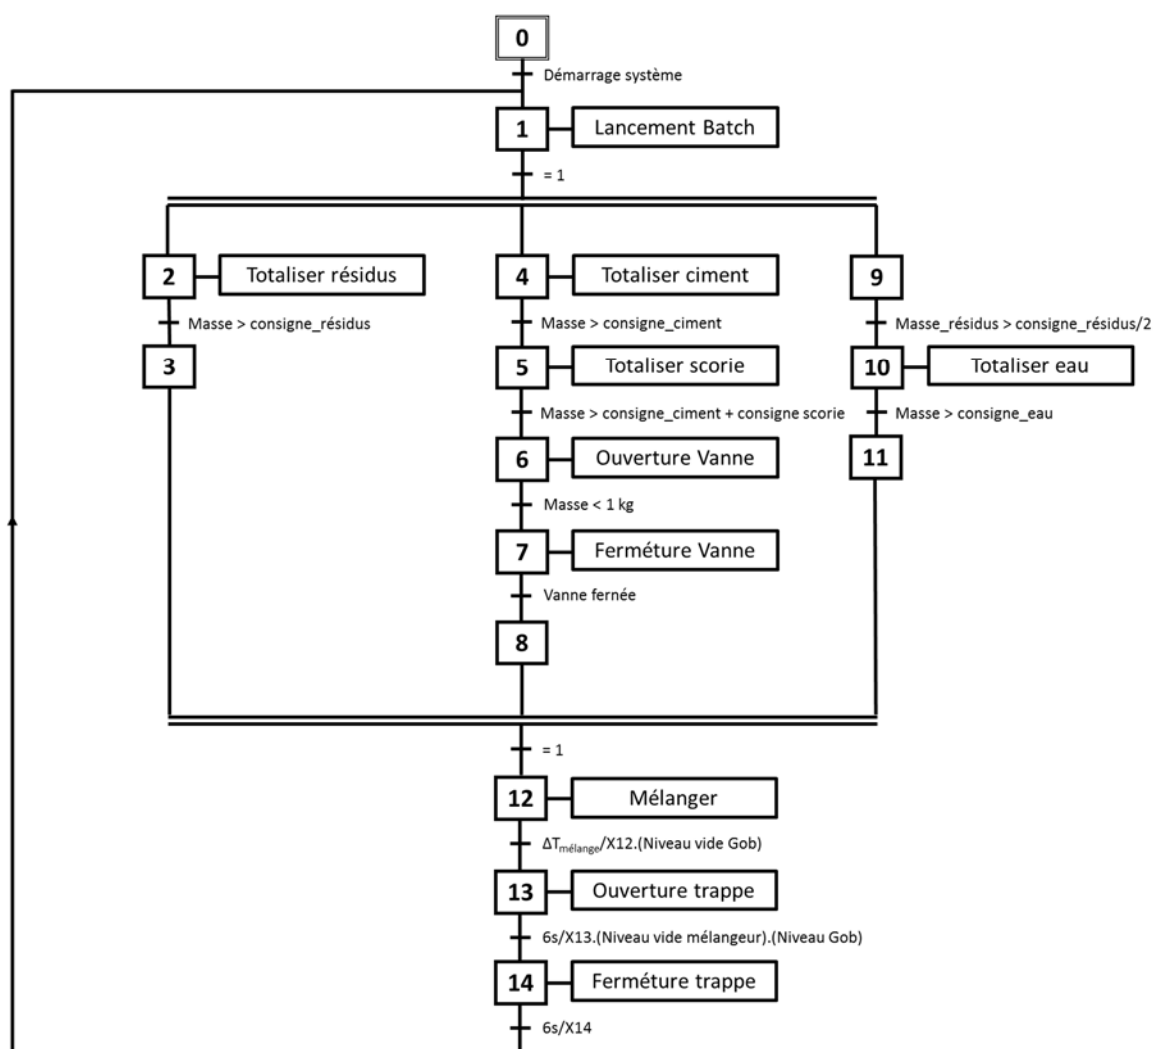 0
Démarrage système
1 Lancement Batch
= 1
2 Totaliser résidus 4 Totaliser ciment 9
Masse > consigne_résidus Masse > consigne_ciment Masse_résidus > consigne_résidus/2
3 5 Totaliser scorie 10 Totaliser eau
Masse > consigne_ciment + consigne scorie Masse > consigne_eau
6 Ouverture Vanne 11
Masse < 1 kg
7 Ferméture Vanne
Vanne fernée
8
= 1
12 Mélanger
ΔTmélange/X12.(Niveau vide Gob)
13 Ouverture trappe
6s/X13.(Niveau vide mélangeur).(Niveau Gob)
14 Ferméture trappe
6s/X14